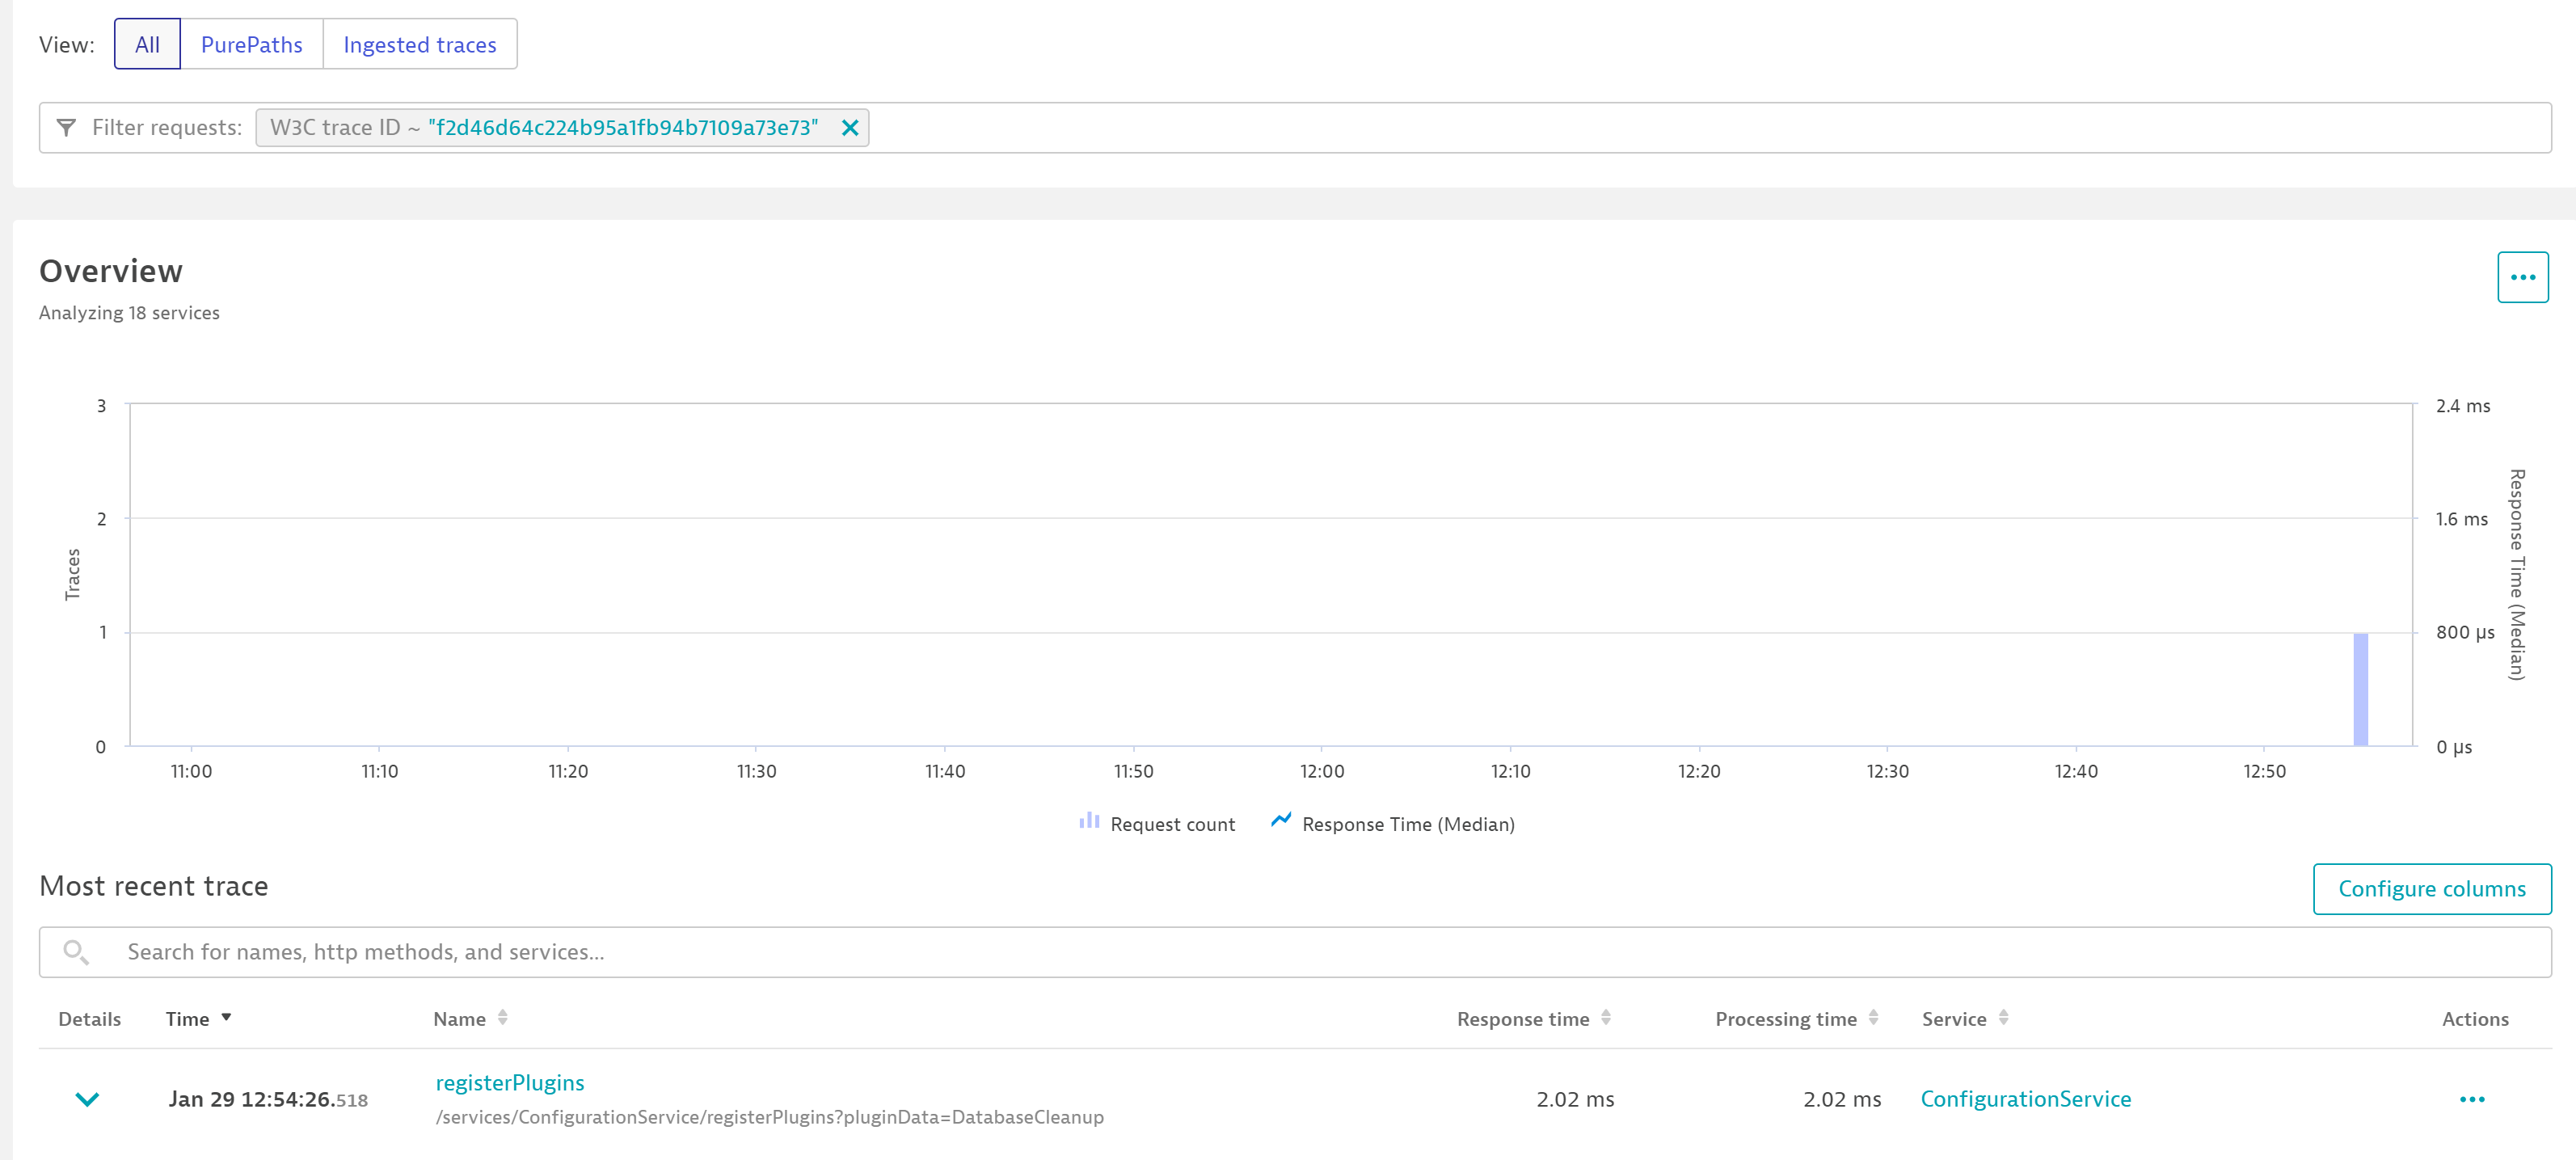 View: All PurePaths Ingested traces
Filter requests: W3C trace ID ~ "f2d46d64c224b95a1fb94b7109a73e73"
Overview
Analyzing 18 services
3 2.4 ms
2 1.6 ms
1 800 µs
0 0 µs
Traces
Response Time (Median)
11:00 11:10 11:20 11:30 11:40 11:50 12:00 12:10 12:20 12:30 12:40 12:50
Request count Response Time (Median)
Most recent trace Configure columns
Search for names, http methods, and services...
Details Time Name Response time Processing time Service Actions
registerPlugins
Jan 29 12:54:26.518 2.02 ms 2.02 ms ConfigurationService
/services/ConfigurationService/registerPlugins?pluginData=DatabaseCleanup